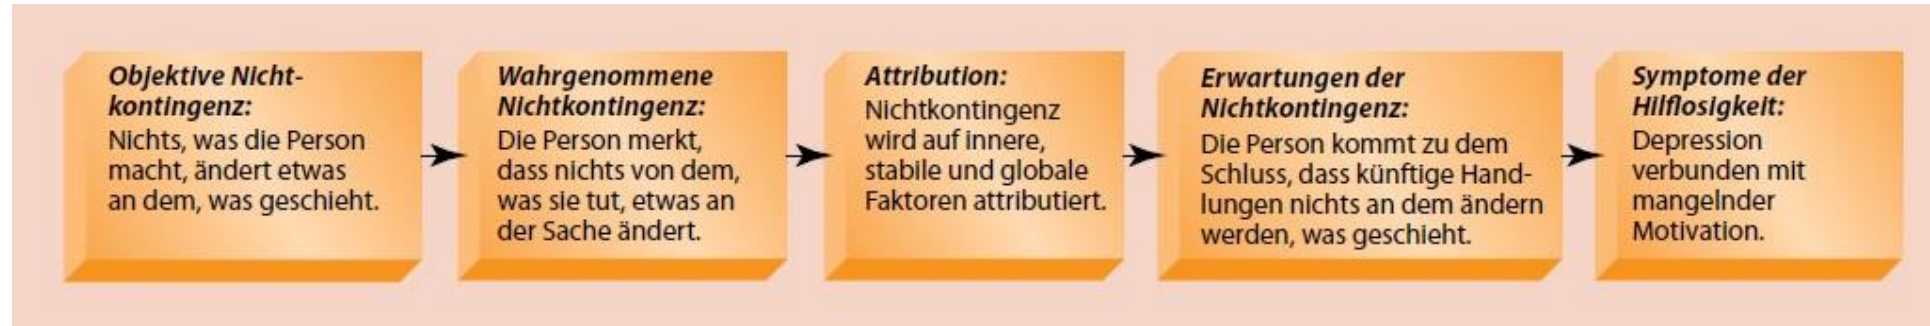 Objektive Nicht-
kontingenz:
Nichts, was die Person
macht, ändert etwas
an dem, was geschieht.
Wahrgenommene
Nichtkontingenz:
Die Person merkt,
dass nichts von dem,
was sie tut, etwas an
der Sache ändert.
Attribution:
Nichtkontingenz
wird auf innere,
stabile und globale
Faktoren attributiert.
Erwartungen der
Nichtkontingenz:
Die Person kommt zu dem
Schluss, dass künftige Hand-
lungen nichts an dem ändern
werden, was geschieht.
Symptome der
Hilflosigkeit:
Depression
verbunden mit
mangelnder
Motivation.